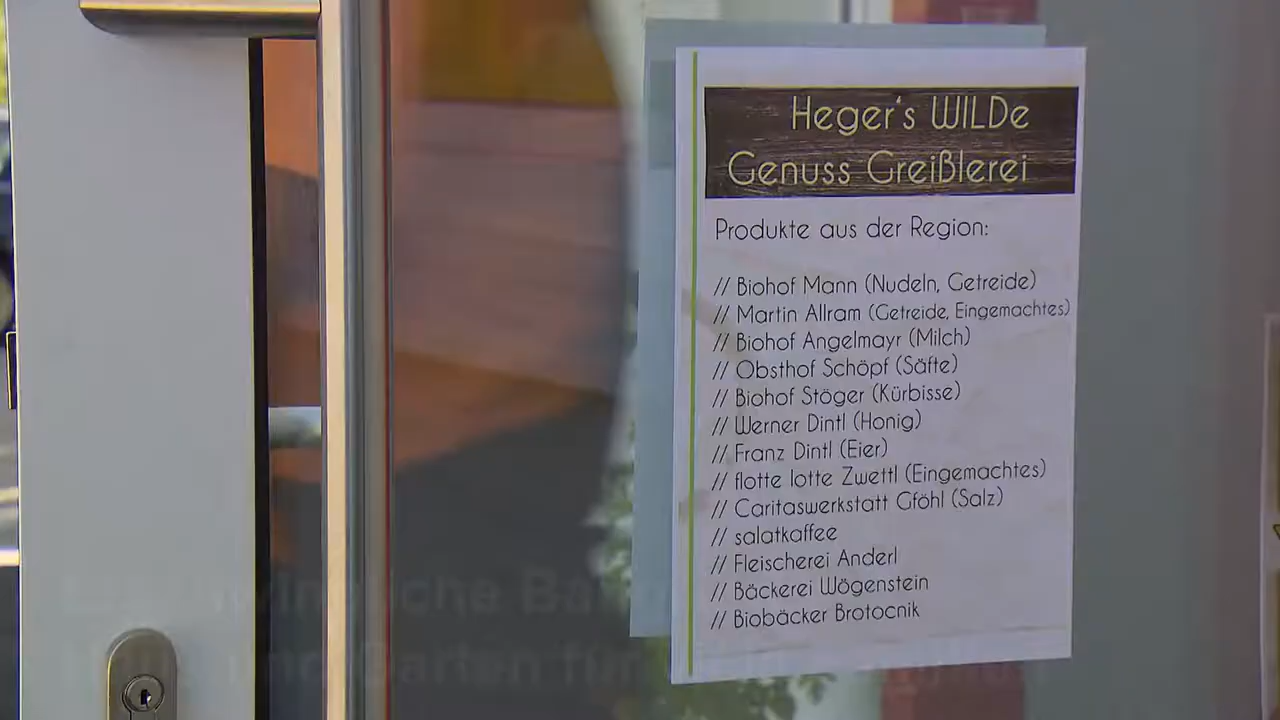 Heger's WILDe
Genuss Greißlerei
Produkte aus der Region:
// Biohof Mann (Nudeln, Getreide)
// Martin Allram (Getreide, Eingemachtes)
// Biohof Angelmayr (Milch)
// Obsthof Schöpf (Säfte)
// Biohof Stöger (Kürbisse)
// Werner Dintl (Honig)
// Franz Dintl (Eier)
// flotte lotte Zwettl (Eingemachtes)
// Caritaswerkstatt Gföhl (Salz)
// salatkaffee
// Fleischerei Anderl
// Bäckerei Wögenstein
// Biobäcker Brotocnik